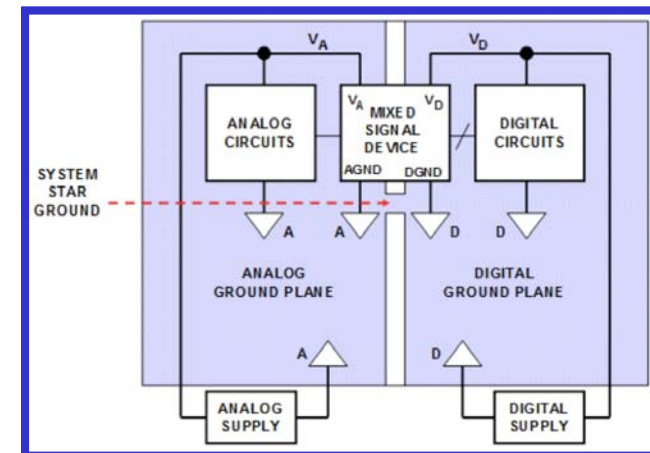 VA
VD
ANALOG
CIRCUITS
VA
VD
MIXED
SIGNAL
DEVICE
AGND
DGND
DIGITAL
CIRCUITS
SYSTEM
STAR
GROUND
A
A
D
D
ANALOG
GROUND PLANE
DIGITAL
GROUND PLANE
A
D
ANALOG
SUPPLY
DIGITAL
SUPPLY